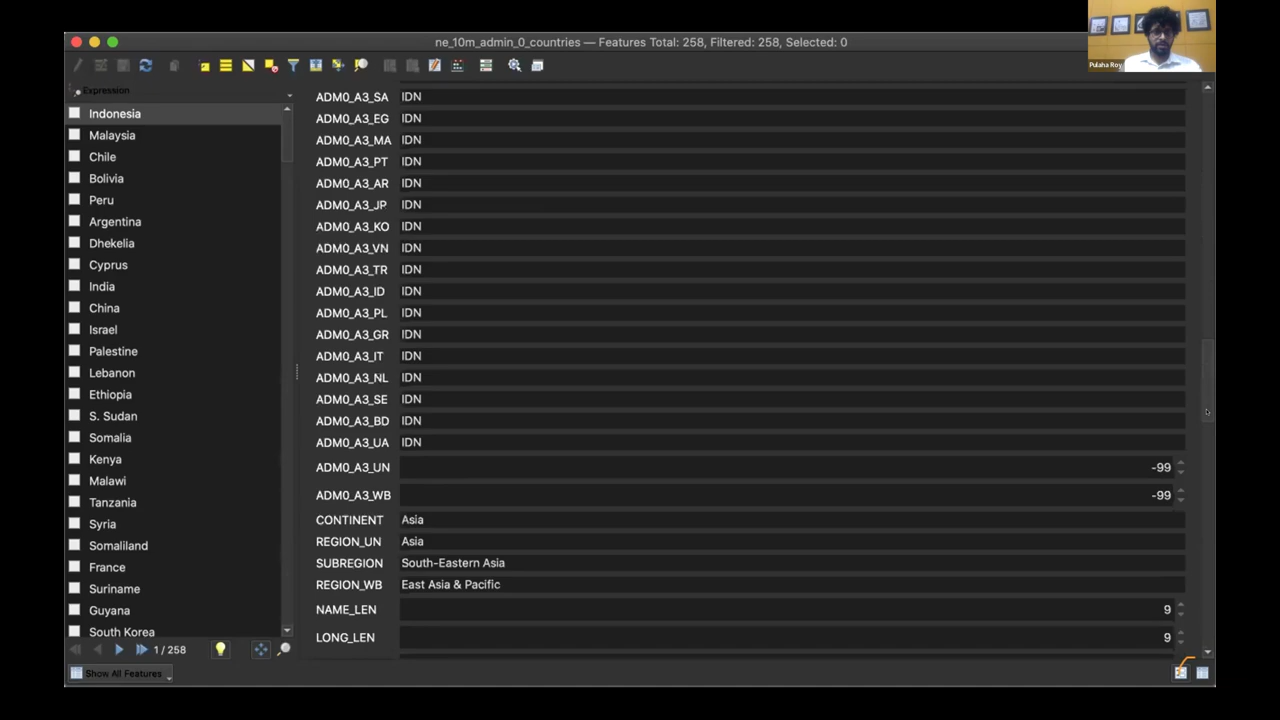 ne_10m_admin_0_countries — Features Total: 258, Filtered: 258, Selected: 0
Pulaha Roy
Expression
Indonesia
Malaysia
Chile
Bolivia
Peru
Argentina
Dhekelia
Cyprus
India
China
Israel
Palestine
Lebanon
Ethiopia
S. Sudan
Somalia
Kenya
Malawi
Tanzania
Syria
Somaliland
France
Suriname
Guyana
South Korea
1 / 258
Show All Features
ADM0_A3_SA IDN
ADM0_A3_EG IDN
ADM0_A3_MA IDN
ADM0_A3_PT IDN
ADM0_A3_AR IDN
ADM0_A3_JP IDN
ADM0_A3_KO IDN
ADM0_A3_VN IDN
ADM0_A3_TR IDN
ADM0_A3_ID IDN
ADM0_A3_PL IDN
ADM0_A3_GR IDN
ADM0_A3_IT IDN
ADM0_A3_NL IDN
ADM0_A3_SE IDN
ADM0_A3_BD IDN
ADM0_A3_UA IDN
ADM0_A3_UN -99
ADM0_A3_WB -99
CONTINENT Asia
REGION_UN Asia
SUBREGION South-Eastern Asia
REGION_WB East Asia & Pacific
NAME_LEN 9
LONG_LEN 9